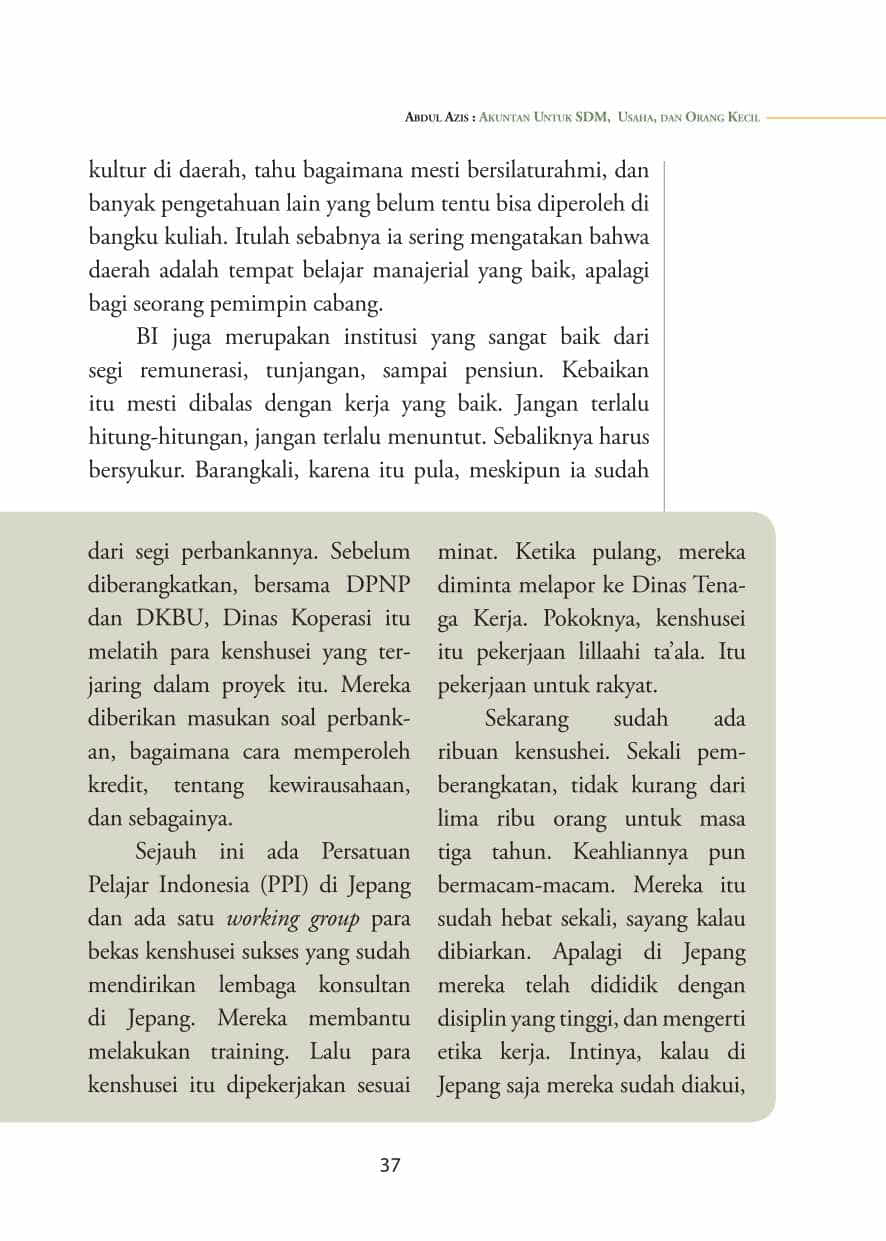 Abdul Azis : Akuntan Untuk SDM, Usaha, dan Orang Kecil
kultur di daerah, tahu bagaimana mesti bersilaturahmi, dan
banyak pengetahuan lain yang belum tentu bisa diperoleh di
bangku kuliah. Itulah sebabnya ia sering mengatakan bahwa
daerah adalah tempat belajar manajerial yang baik, apalagi
bagi seorang pemimpin cabang.
BI juga merupakan institusi yang sangat baik dari
segi remunerasi, tunjangan, sampai pensiun. Kebaikan
itu mesti dibalas dengan kerja yang baik. Jangan terlalu
hitung-hitungan, jangan terlalu menuntut. Sebaliknya harus
bersyukur. Barangkali, karena itu pula, meskipun ia sudah
dari segi perbankannya. Sebelum
diberangkatkan, bersama DPNP
dan DKBU, Dinas Koperasi itu
melatih para kenshusei yang ter-
jaring dalam proyek itu. Mereka
diberikan masukan soal perbank-
an, bagaimana cara memperoleh
kredit, tentang kewirausahaan,
dan sebagainya.
Sejauh ini ada Persatuan
Pelajar Indonesia (PPI) di Jepang
dan ada satu working group para
bekas kenshusei sukses yang sudah
mendirikan lembaga konsultan
di Jepang. Mereka membantu
melakukan training. Lalu para
kenshusei itu dipekerjakan sesuai
minat. Ketika pulang, mereka
diminta melapor ke Dinas Tena-
ga Kerja. Pokoknya, kenshusei
itu pekerjaan lillaahi ta’ala. Itu
pekerjaan untuk rakyat.
Sekarang sudah ada
ribuan kensushei. Sekali pem-
berangkatan, tidak kurang dari
lima ribu orang untuk masa
tiga tahun. Keahliannya pun
bermacam-macam. Mereka itu
sudah hebat sekali, sayang kalau
dibiarkan. Apalagi di Jepang
mereka telah dididik dengan
disiplin yang tinggi, dan mengerti
etika kerja. Intinya, kalau di
Jepang saja mereka sudah diakui,
37